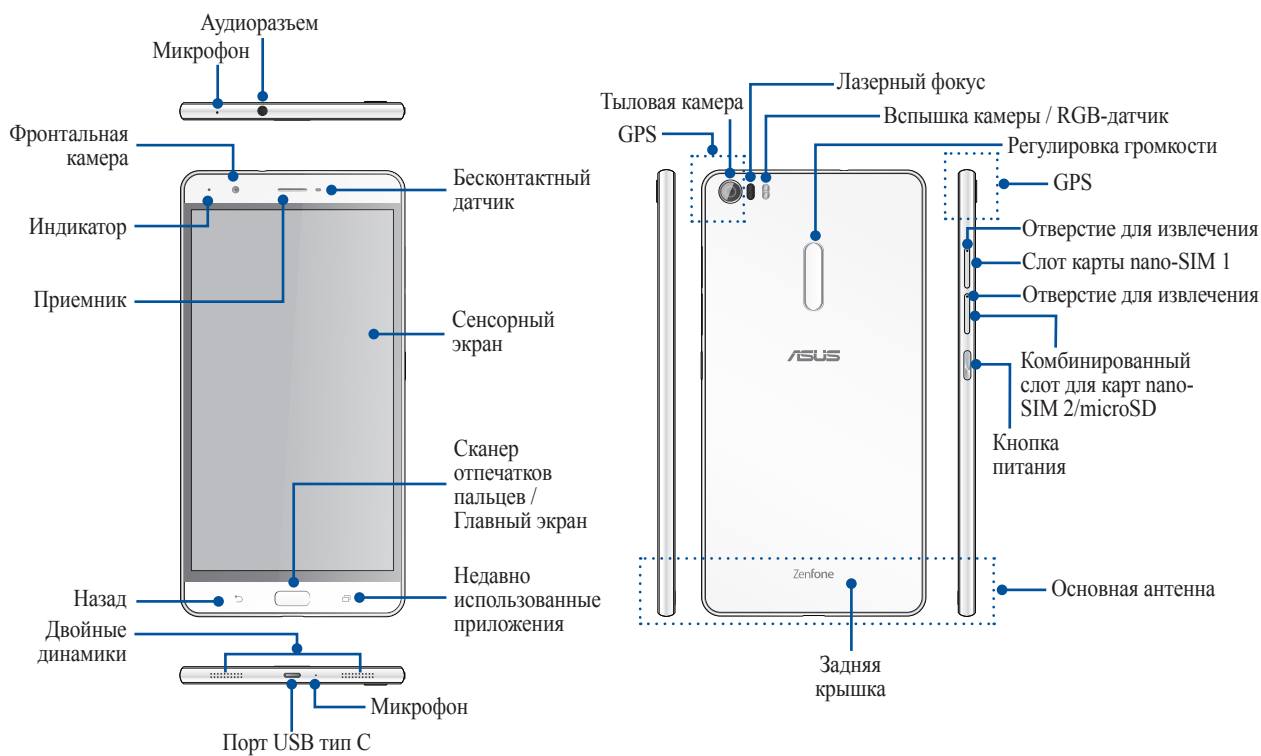 Аудиоразъем
Микрофон
Фронтальная
камера
Индикатор
Приемник
Бесконтактный
датчик
Сенсорный
экран
Сканер
отпечатков
пальцев /
Главный экран
Назад
Недавно
использованные
приложения
Двойные
динамики
Микрофон
Порт USB тип C
Лазерный фокус
Тыловая камера
Вспышка камеры / RGB-датчик
GPS
Регулировка громкости
GPS
Отверстие для извлечения
Слот карты nano-SIM 1
Отверстие для извлечения
ASUS
Комбинированный
слот для карт nano-
SIM 2/microSD
Кнопка
питания
Zenfone
Основная антенна
Задняя
крышка